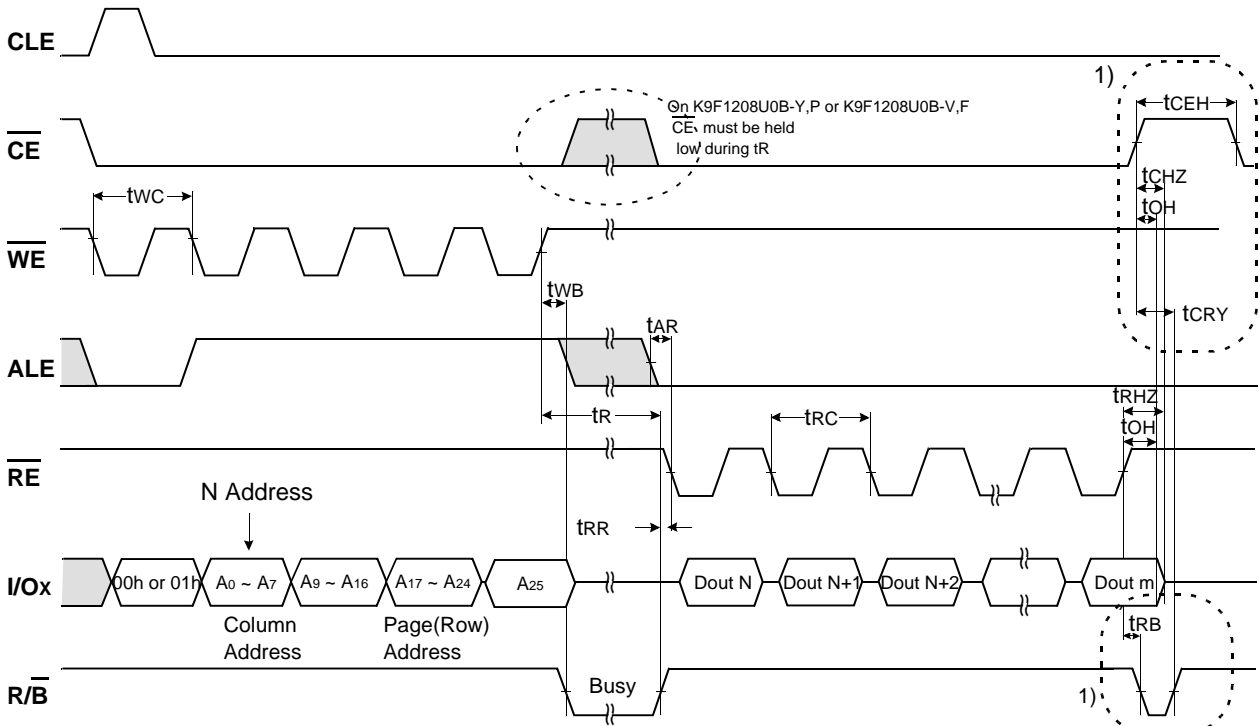 CLE
1)
tCEH
On K9F1208U0B-Y,P or K9F1208U0B-V,F
CE must be held
low during tR
CE
tCHZ
tOH
tWC
WE
tWB
tCRY
tAR
ALE
tR
tRC
tRHZ
tOH
RE
N Address
tRR
I/Ox
00h or 01h
A0 ~ A7
A9 ~ A16
A17 ~ A24
A25
Dout N
Dout N+1
Dout N+2
Dout m
Column
Address
Page(Row)
Address
tRB
R/B
Busy
1)